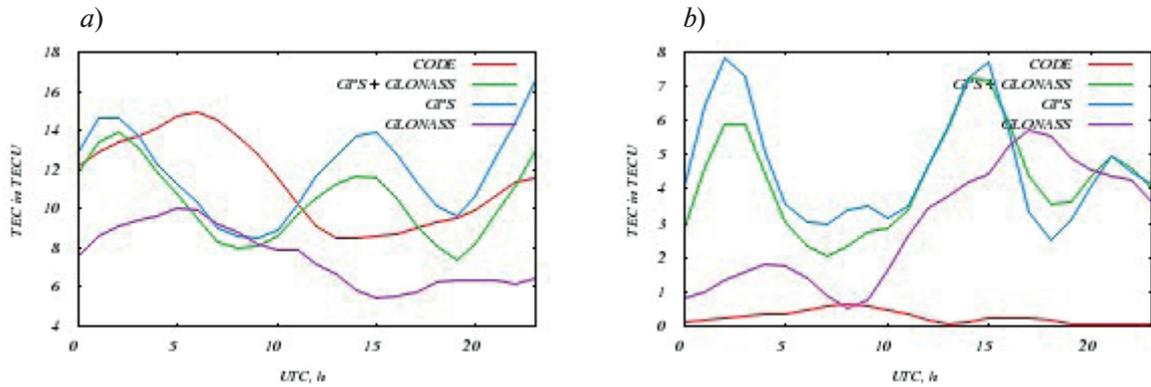 a)
18
16
14
12
10
8
6
4
0
5
10
15
20
TEC in TECU
UTC, h
CODE
GPS + GLONASS
GPS
GLONASS
b)
8
7
6
5
4
3
2
1
0
0
5
10
15
20
TEC in TECU
UTC, h
CODE
GPS + GLONASS
GPS
GLONASS